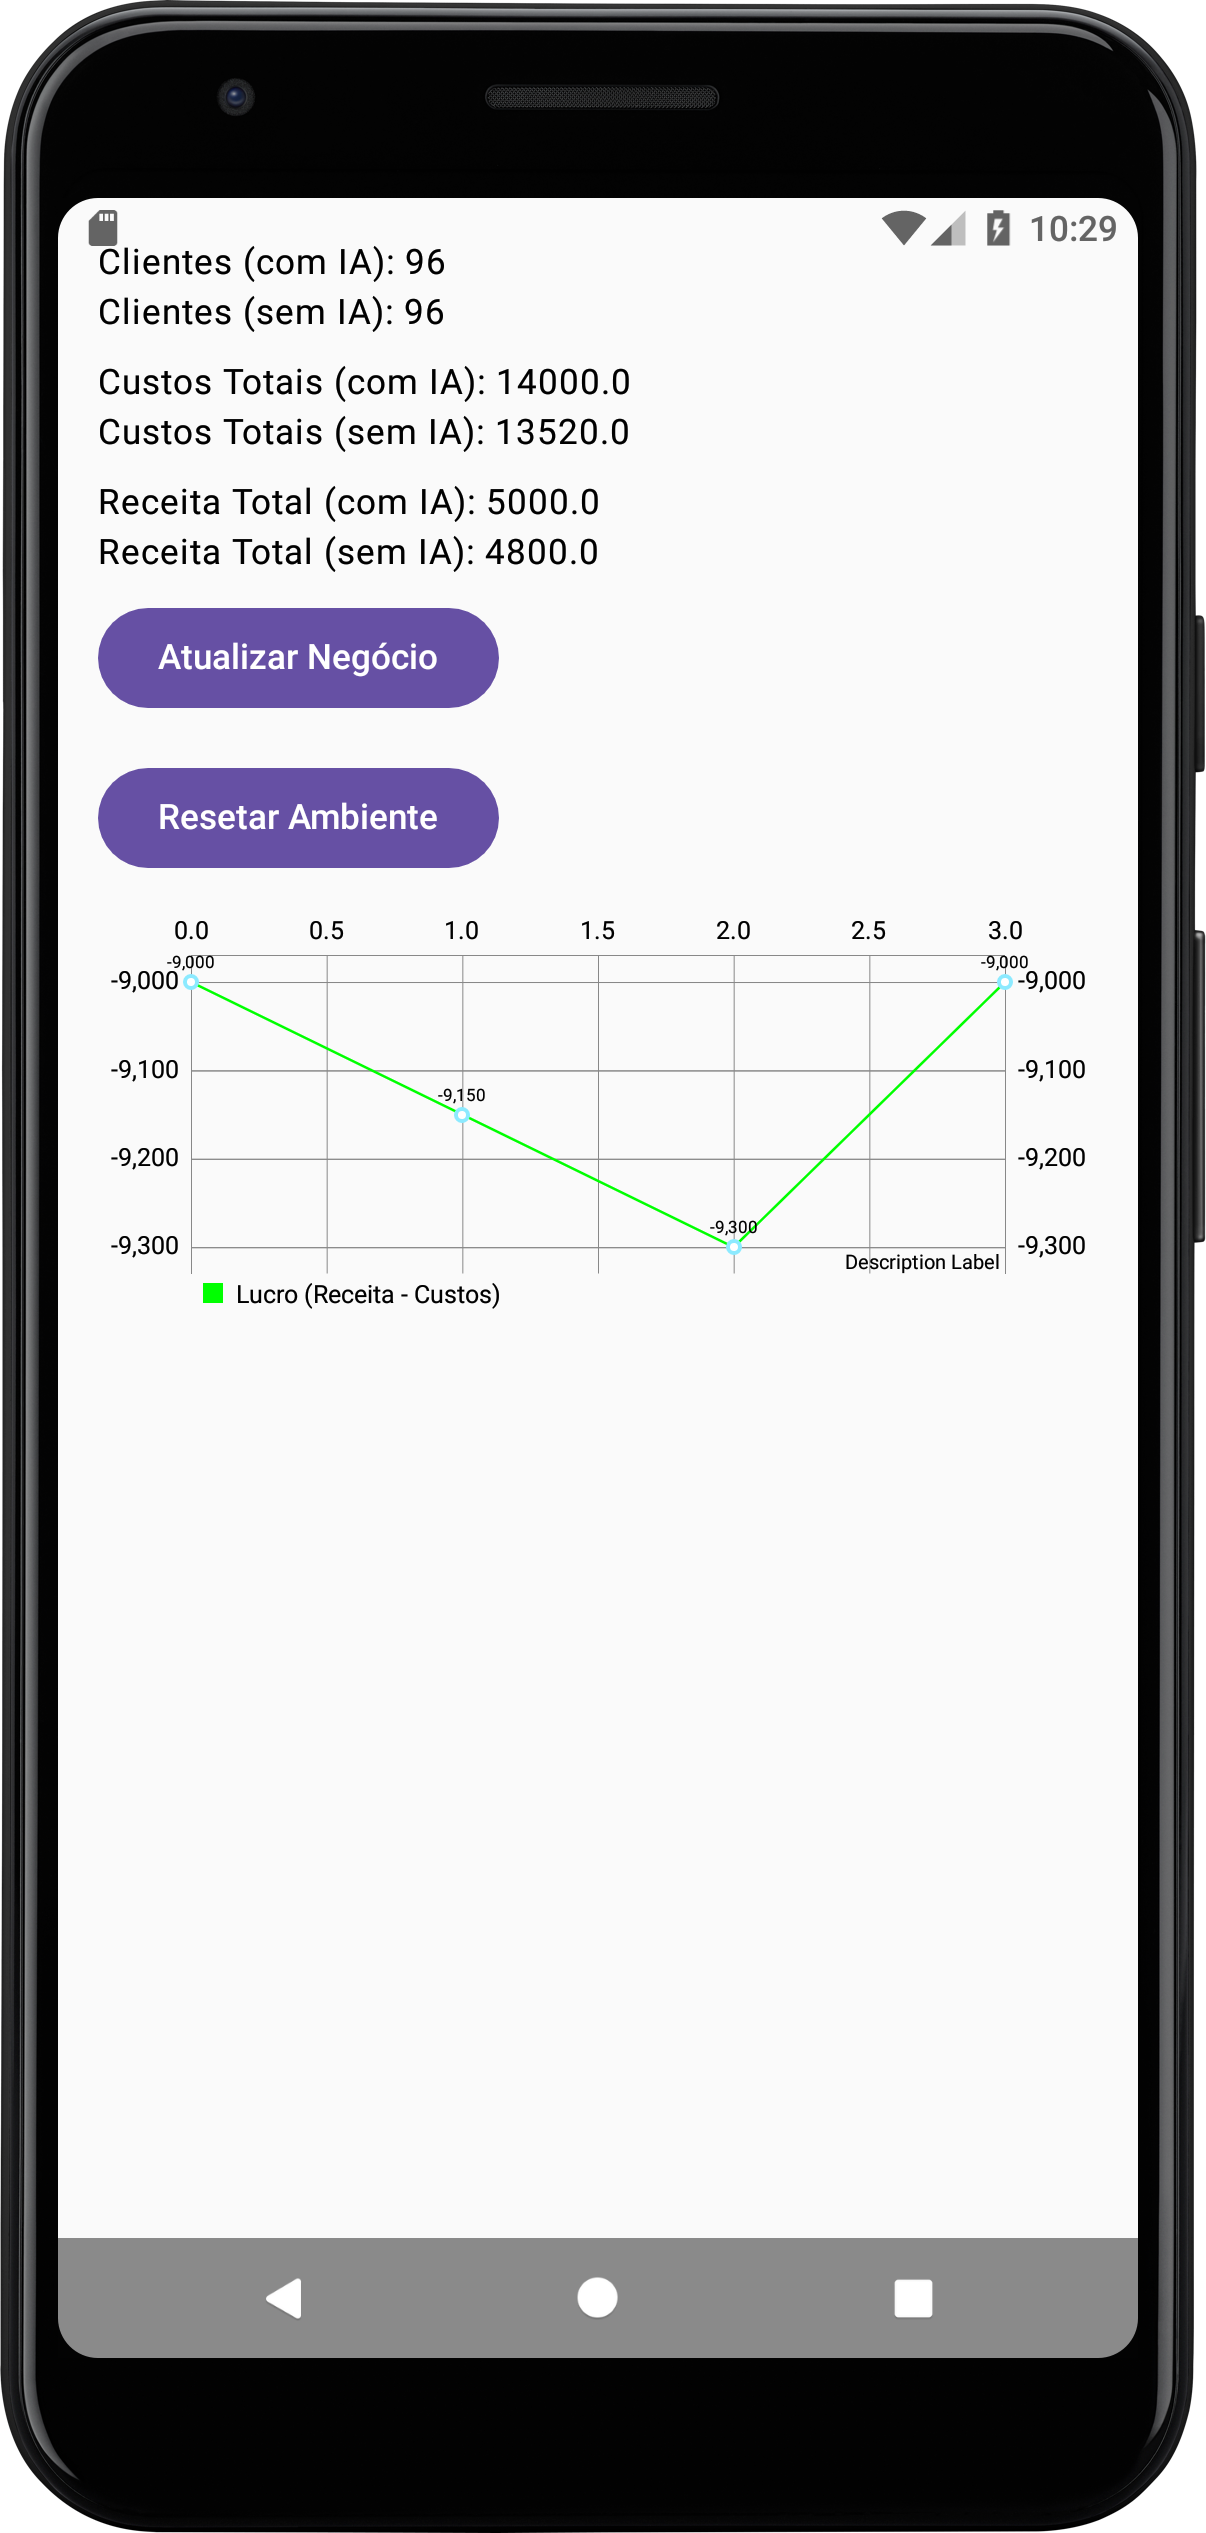 10:29
Clientes (com IA): 96
Clientes (sem IA): 96
Custos Totais (com IA): 14000.0
Custos Totais (sem IA): 13520.0
Receita Total (com IA): 5000.0
Receita Total (sem IA): 4800.0
Atualizar Negócio
Resetar Ambiente
0.0 0.5 1.0 1.5 2.0 2.5 3.0
-9,000 -9,000
-9,000 -9,000
-9,100 -9,100
-9,150
-9,200 -9,200
-9,300
-9,300 -9,300
Description Label
Lucro (Receita - Custos)